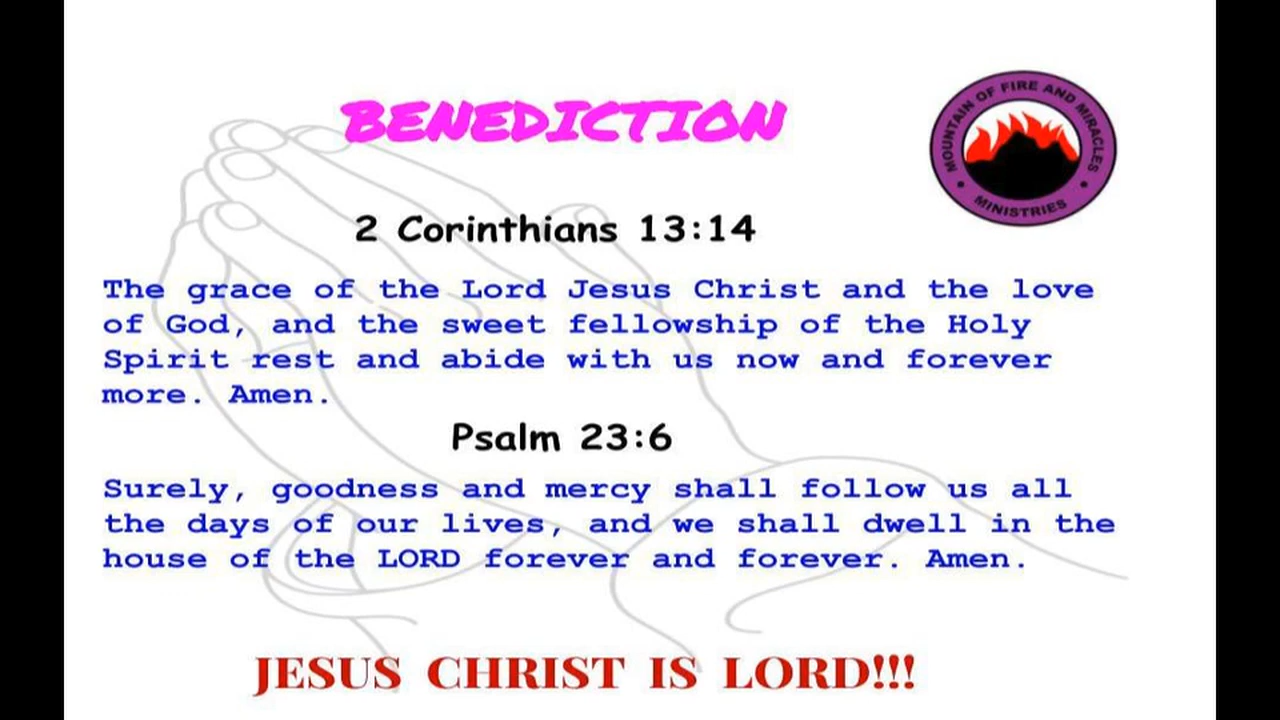 BENEDICTION
MOUNTAIN OF FIRE AND MIRACLES
MINISTRIES
2 Corinthians 13:14
The grace of the Lord Jesus Christ and the love
of God, and the sweet fellowship of the Holy
Spirit rest and abide with us now and forever
more. Amen.
Psalm 23:6
Surely, goodness and mercy shall follow us all
the days of our lives, and we shall dwell in the
house of the LORD forever and forever. Amen.
JESUS CHRIST IS LORD!!!